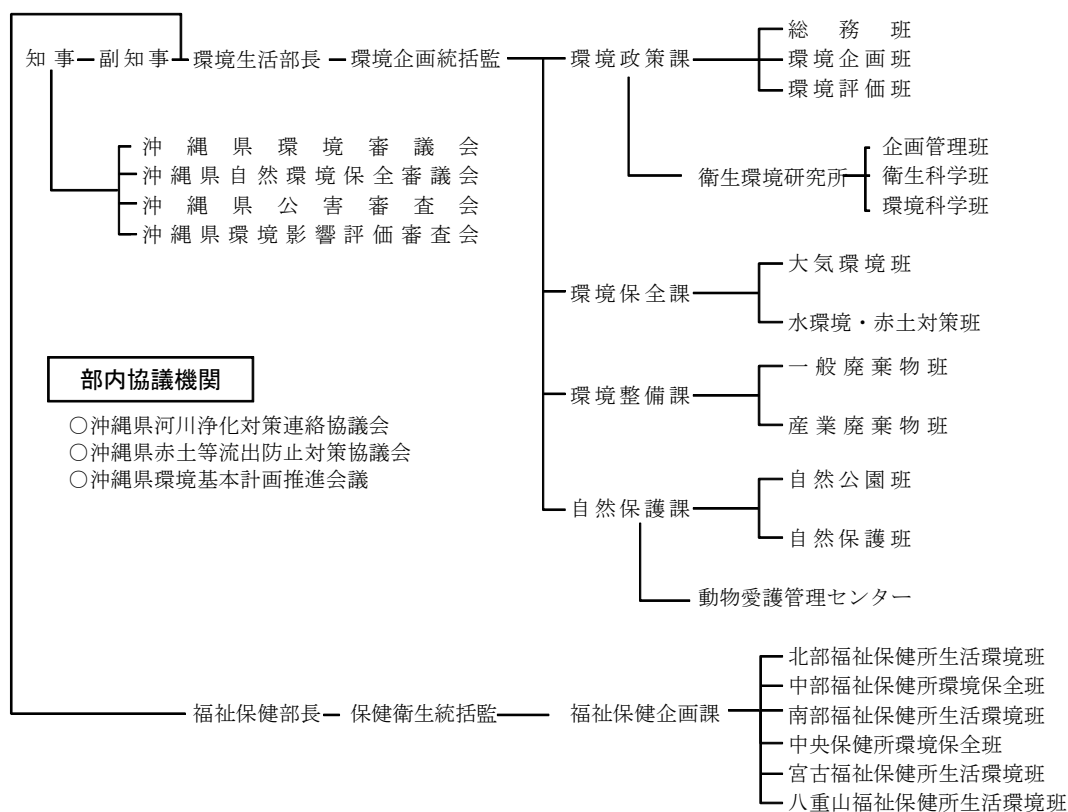 知事
副知事
環境生活部長
環境企画統括監
環境政策課
総務班
環境企画班
環境評価班
衛生環境研究所
企画管理班
衛生科学班
環境科学班
沖縄県環境審議会
沖縄県自然環境保全審議会
沖縄県公害審査会
沖縄県環境影響評価審査会
環境保全課
大気環境班
水環境・赤土対策班
部内協議機関
○沖縄県河川浄化対策連絡協議会
○沖縄県赤土等流出防止対策協議会
○沖縄県環境基本計画推進会議
環境整備課
一般廃棄物班
産業廃棄物班
自然保護課
自然公園班
自然保護班
動物愛護管理センター
福祉保健部長
保健衛生統括監
福祉保健企画課
北部福祉保健所生活環境班
中部福祉保健所環境保全班
南部福祉保健所生活環境班
中央保健所環境保全班
宮古福祉保健所生活環境班
八重山福祉保健所生活環境班